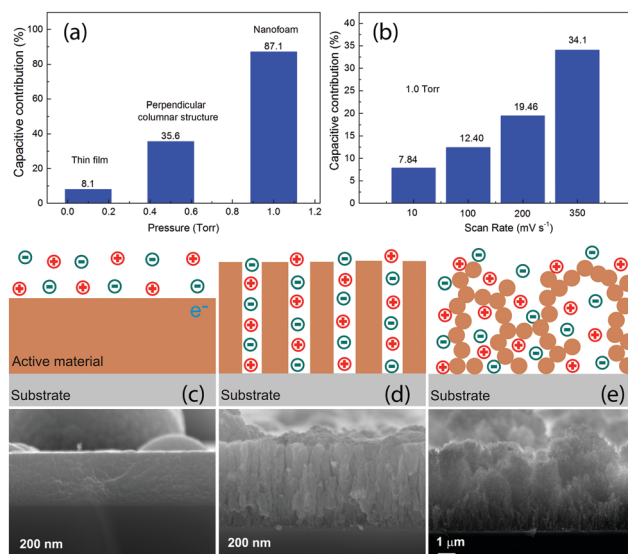 (a)
Nanofoam
87.1
Perpendicular
columnar structure
35.6
Thin film
8.1
Capacitive contribution (%)
100
80
60
40
20
0
0.0 0.2 0.4 0.6 0.8 1.0 1.2
Pressure (Torr)
(b)
34.1
1.0 Torr
19.46
12.40
7.84
Capacitive contribution (%)
40
35
30
25
20
15
10
5
0
10 100 200 350
Scan Rate (mV s⁻¹)
e⁻
Active material
Substrate (c)
Substrate (d)
Substrate (e)
200 nm
200 nm
1 μm